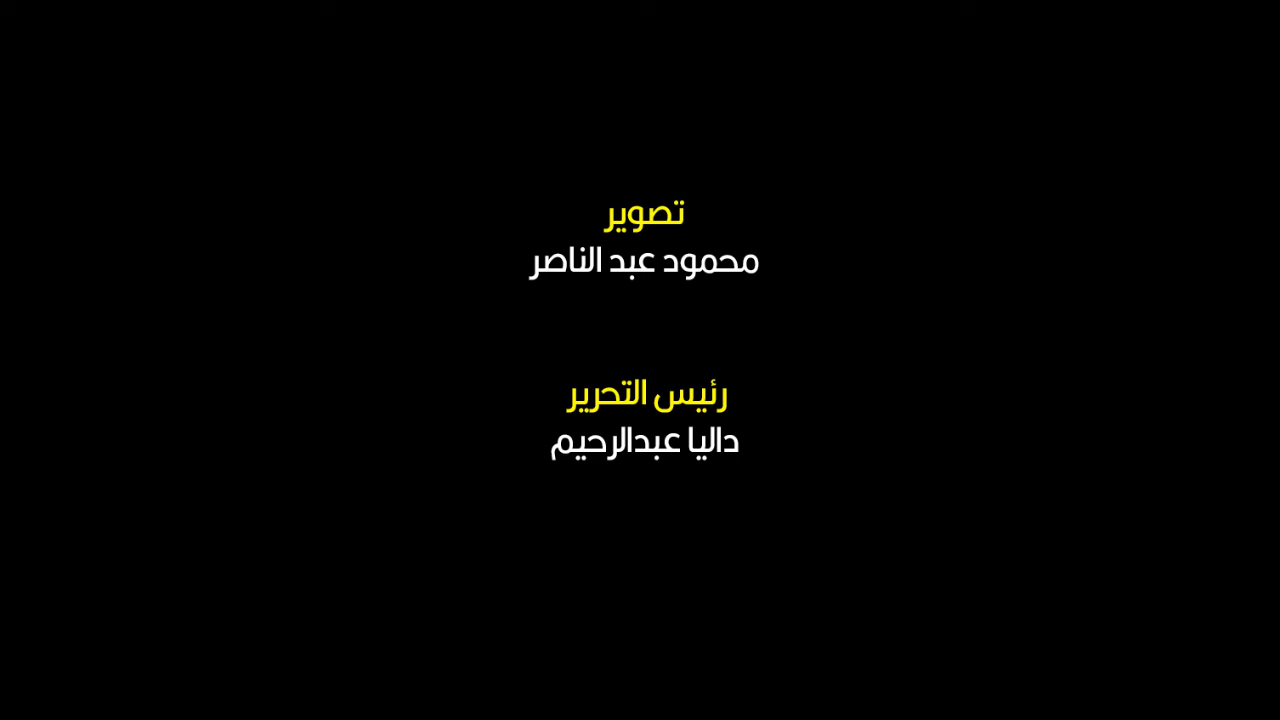 تصوير
محمود عبد الناصر
رئيس التحرير
داليا عبدالرحيم